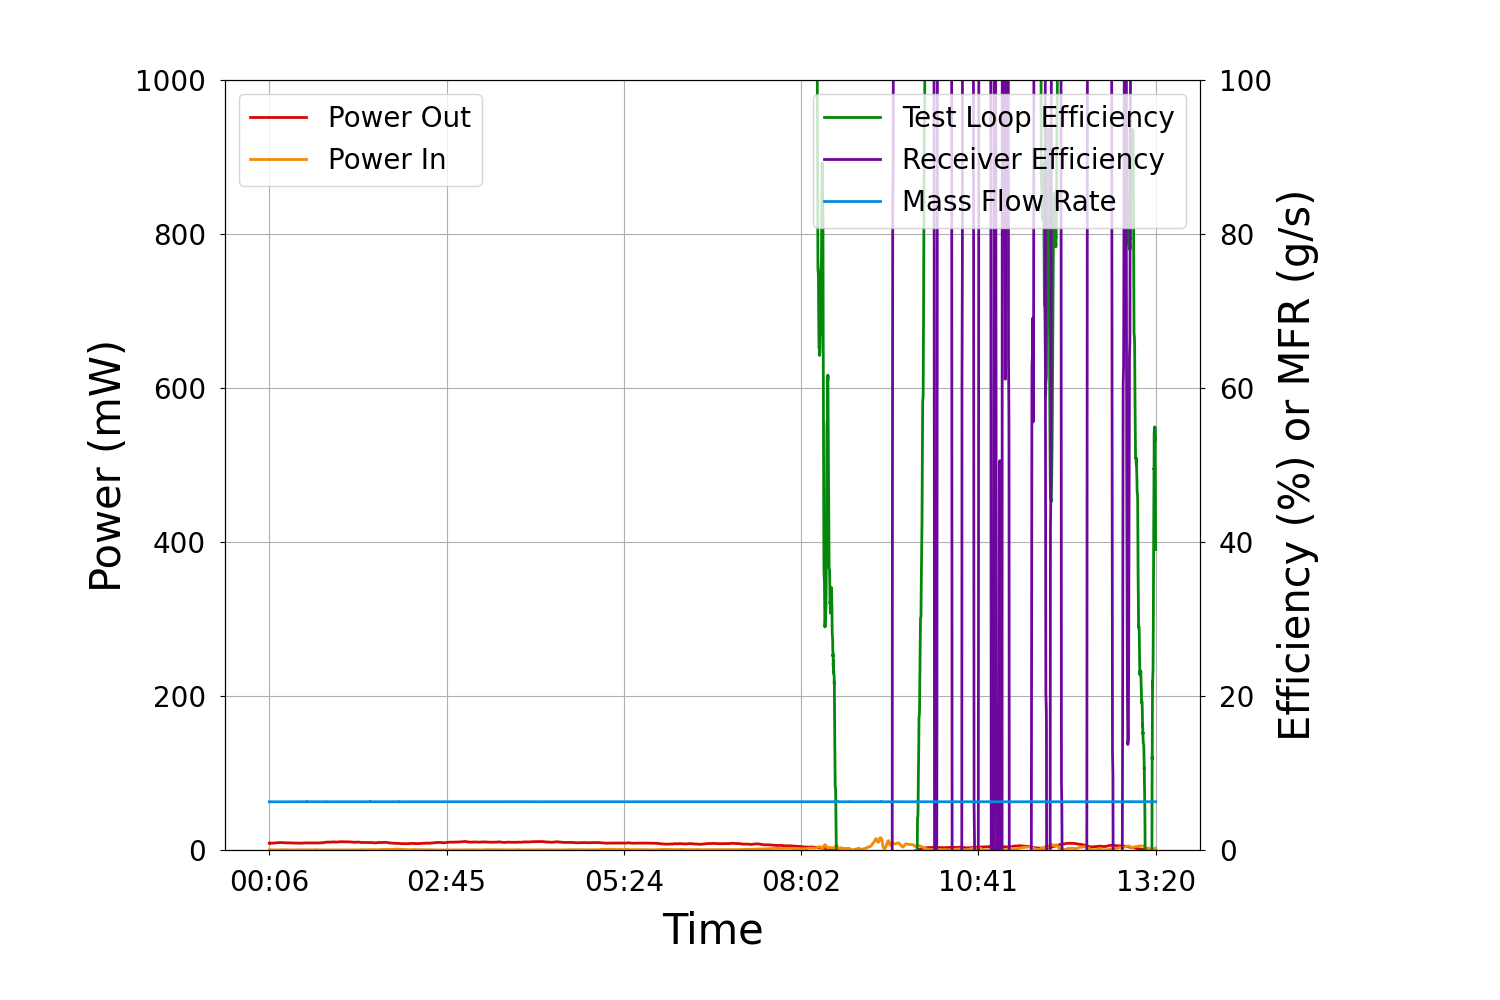 1000
800
600
400
200
0
Power (mW)
Power Out
Power In
Test Loop Efficiency
Receiver Efficiency
Mass Flow Rate
100
80
60
40
20
0
Efficiency (%) or MFR (g/s)
00:06 02:45 05:24 08:02 10:41 13:20
Time